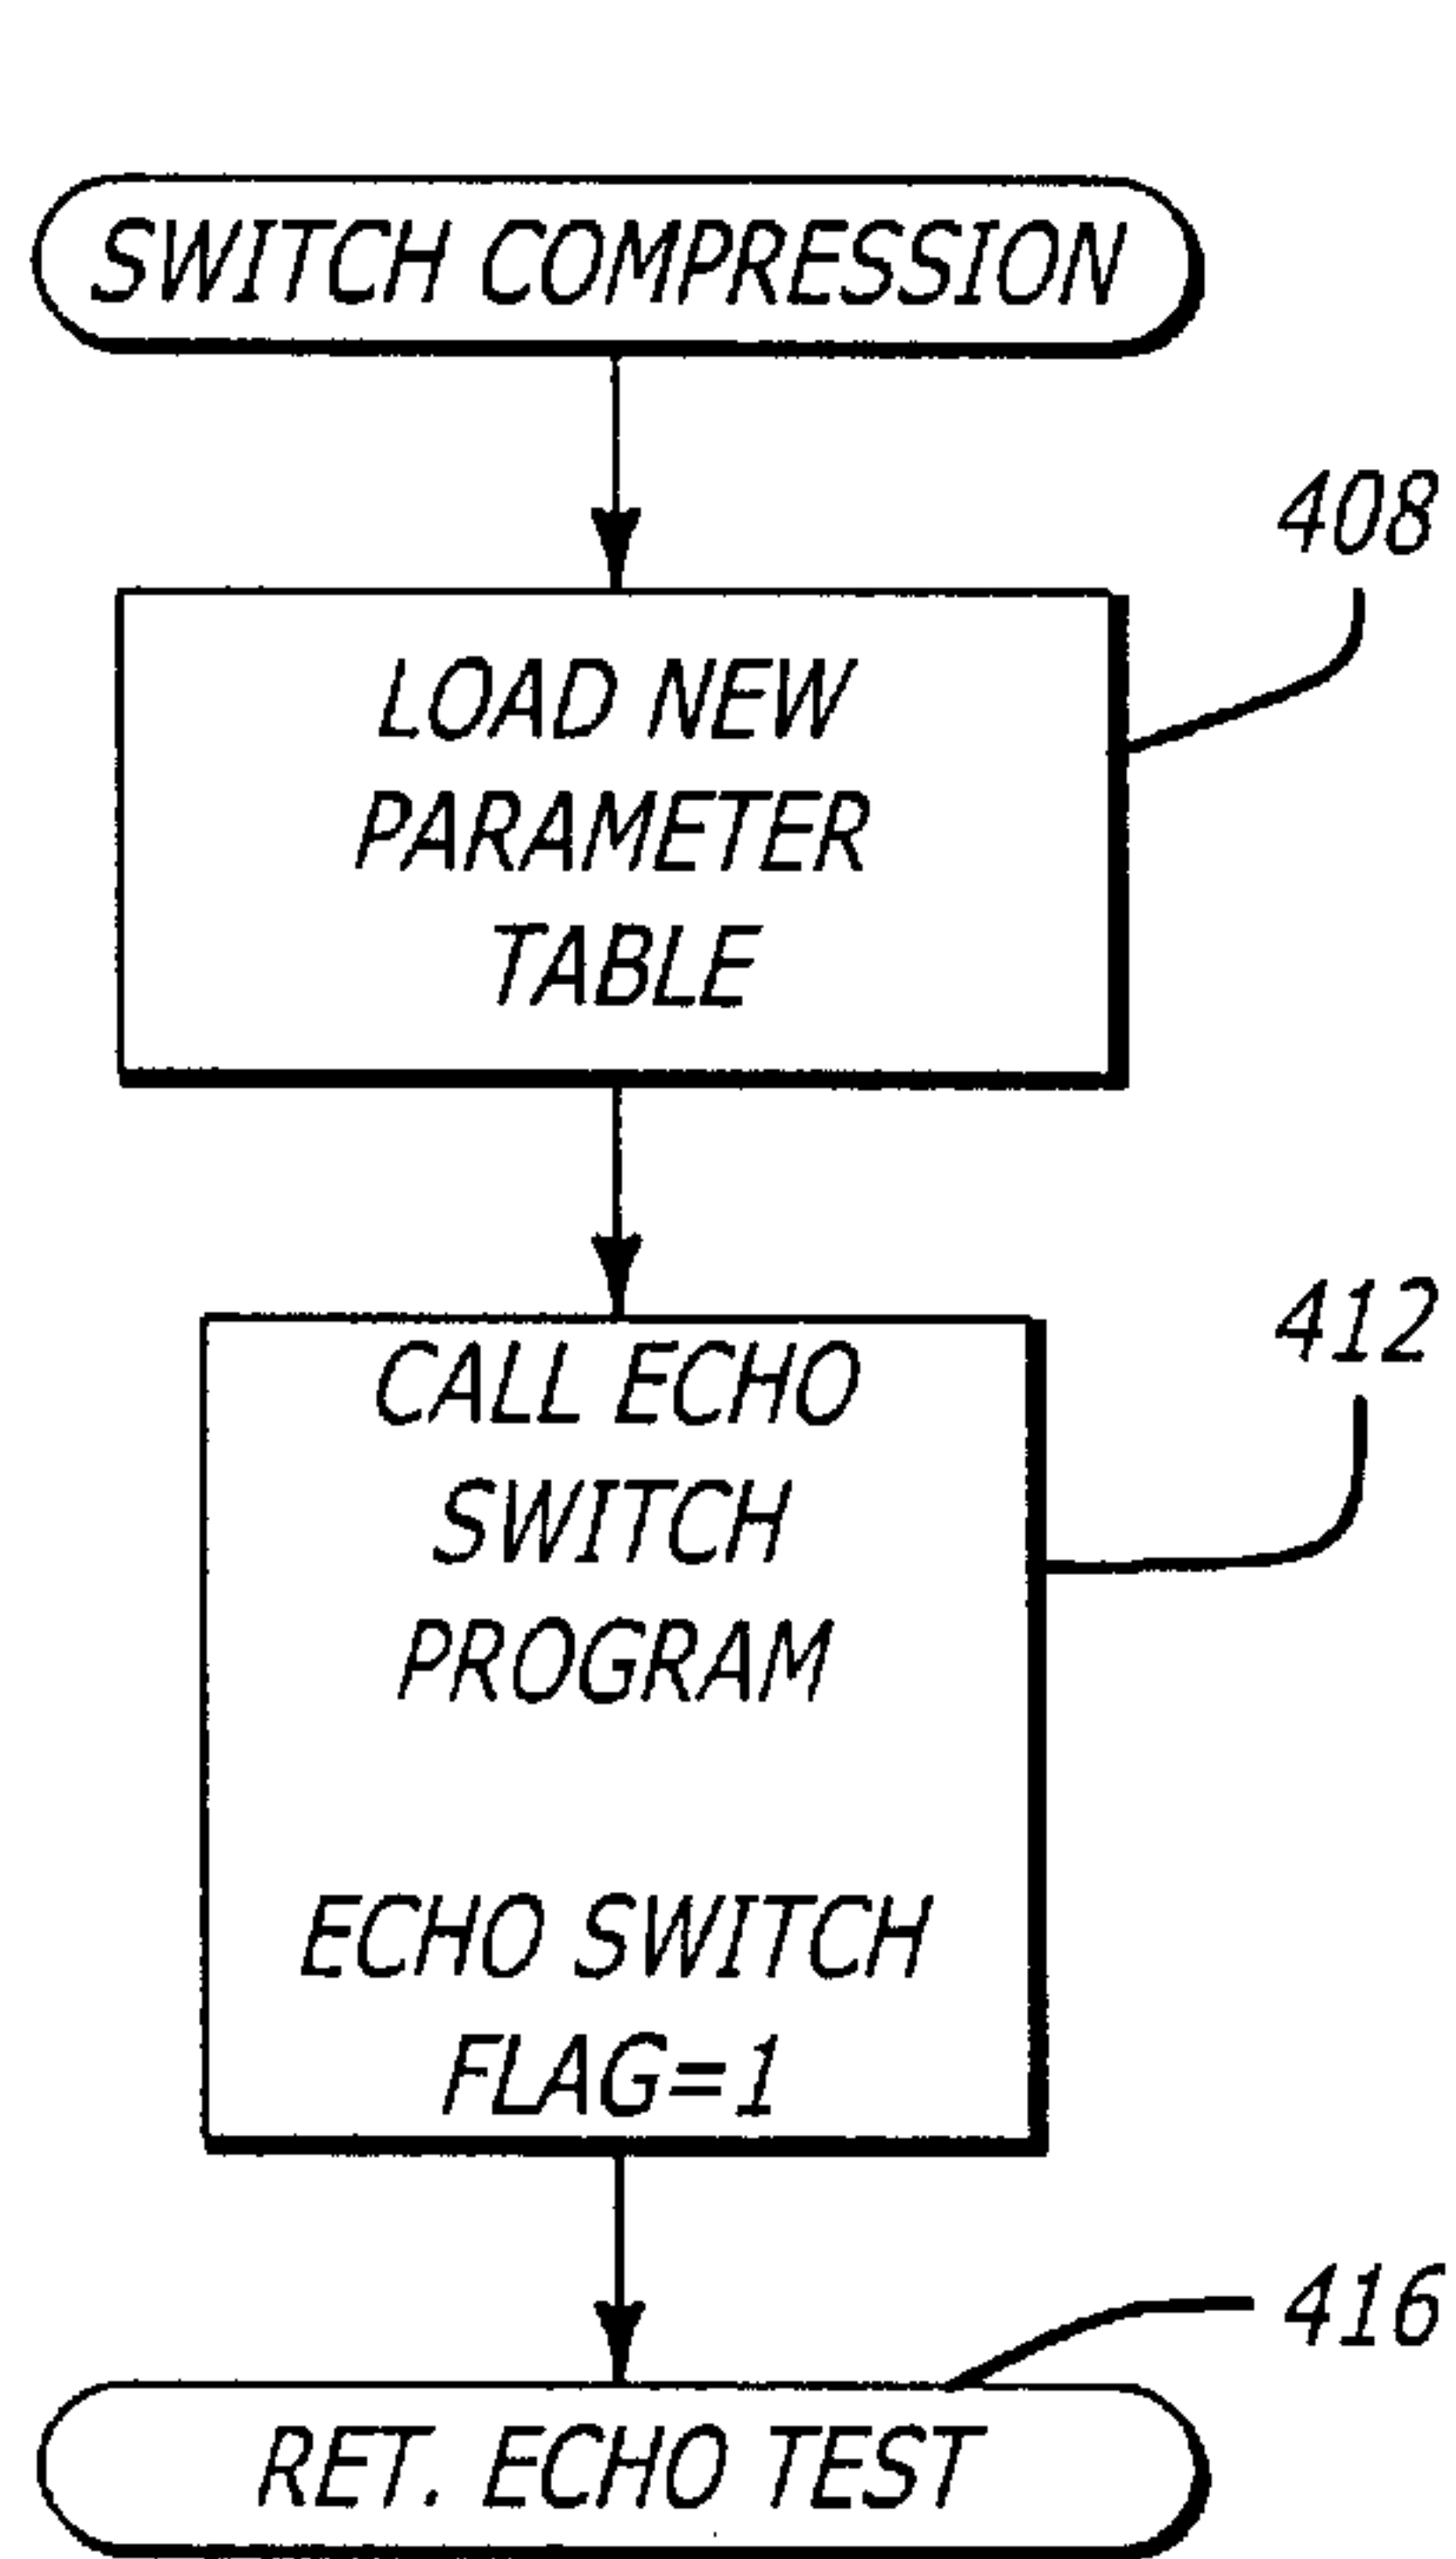 SWITCH COMPRESSION
408
LOAD NEW
PARAMETER
TABLE
412
CALL ECHO
SWITCH
PROGRAM
ECHO SWITCH
FLAG=1
416
RET. ECHO TEST